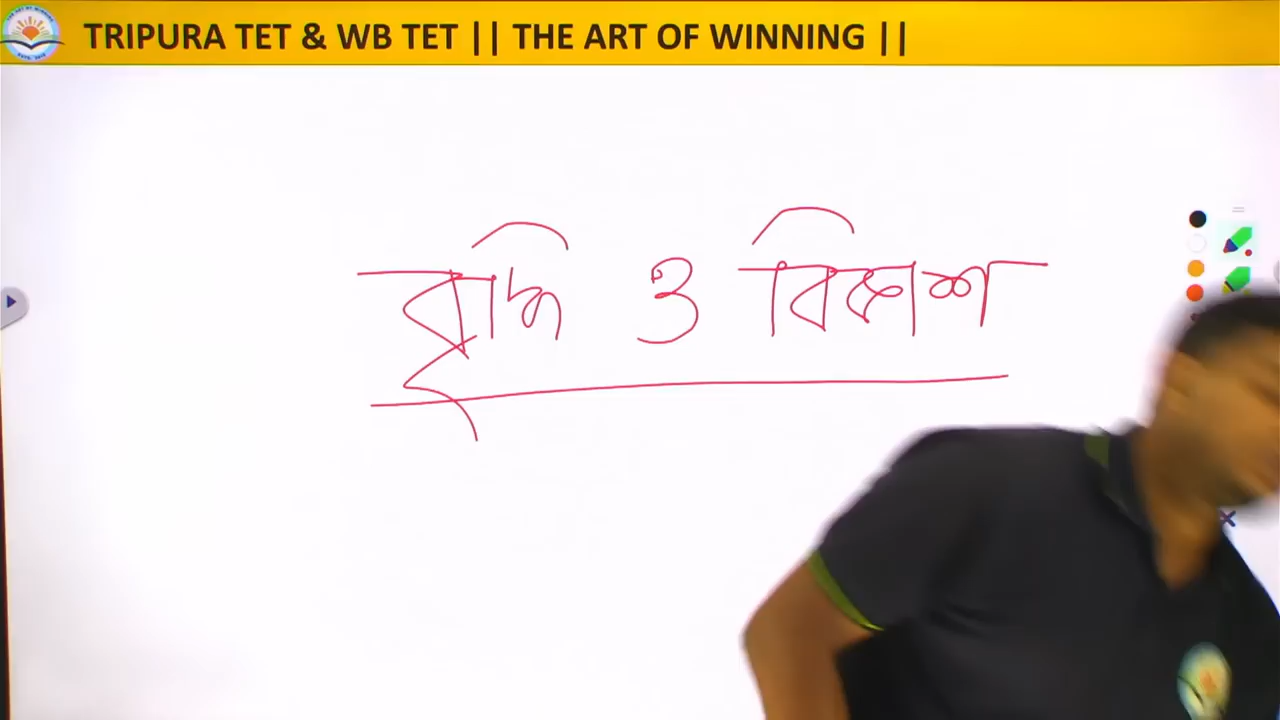 TRIPURA TET & WB TET || THE ART OF WINNING ||
বৃদ্ধি ও বিকাশ